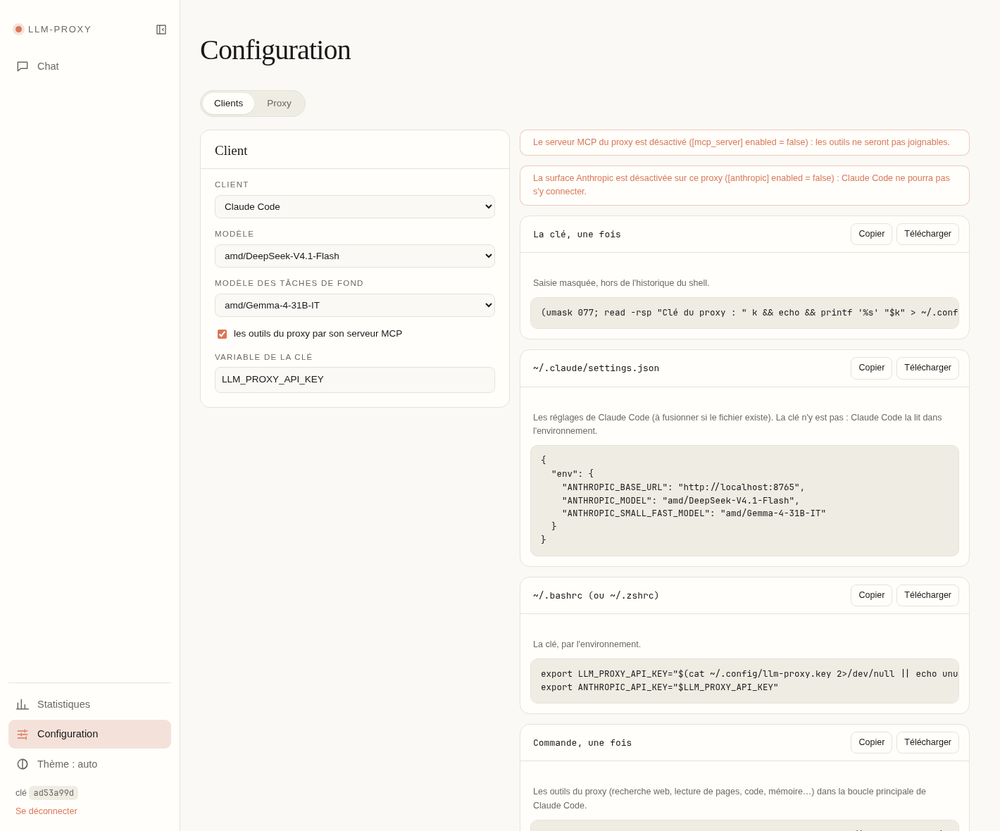 LLM-PROXY
Chat
Statistiques
Configuration
Thème : auto
clé ad53a99d
Se déconnecter
Configuration
Clients
Proxy
Client
CLIENT
Claude Code
MODÈLE
amd/DeepSeek-V4.1-Flash
MODÈLE DES TÂCHES DE FOND
amd/Gemma-4-31B-IT
les outils du proxy par son serveur MCP
VARIABLE DE LA CLÉ
LLM_PROXY_API_KEY
Le serveur MCP du proxy est désactivé ([mcp_server] enabled = false) : les outils ne seront pas joignables.
La surface Anthropic est désactivée sur ce proxy ([anthropic] enabled = false) : Claude Code ne pourra pas
s'y connecter.
La clé, une fois
Copier
Télécharger
Saisie masquée, hors de l'historique du shell.
(umask 077; read -rsp "Clé du proxy : " k && echo && printf '%s' "$k" > ~/.conf
~/.claude/settings.json
Copier
Télécharger
Les réglages de Claude Code (à fusionner si le fichier existe). La clé n'y est pas : Claude Code la lit dans
l'environnement.
{
"env": {
"ANTHROPIC_BASE_URL": "http://localhost:8765",
"ANTHROPIC_MODEL": "amd/DeepSeek-V4.1-Flash",
"ANTHROPIC_SMALL_FAST_MODEL": "amd/Gemma-4-31B-IT"
}
}
~/.bashrc (ou ~/.zshrc)
Copier
Télécharger
La clé, par l'environnement.
export LLM_PROXY_API_KEY="$(cat ~/.config/llm-proxy.key 2>/dev/null || echo unu
export ANTHROPIC_API_KEY="$LLM_PROXY_API_KEY"
Commande, une fois
Copier
Télécharger
Les outils du proxy (recherche web, lecture de pages, code, mémoire…) dans la boucle principale de
Claude Code.